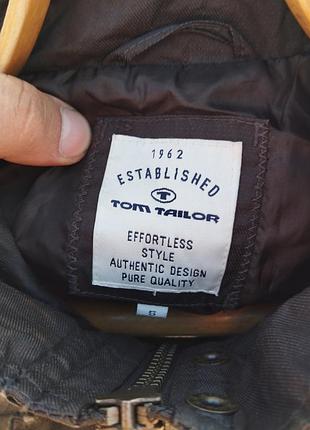 1962
ESTABLISHED
T
TOM TAILOR
EFFORTLESS
STYLE
AUTHENTIC DESIGN
PURE QUALITY
S